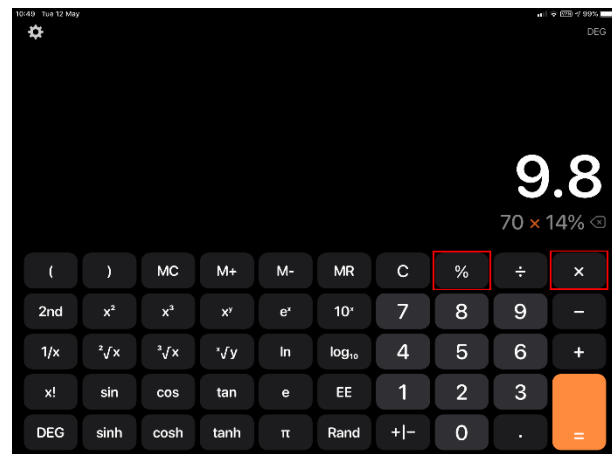 10:49 Tue 12 May VPN 99%
DEG
9.8
70 × 14%
( ) MC M+ M- MR C % ÷ ×
2nd x² x³ xʸ eˣ 10ˣ 7 8 9 −
1/x ²√x ³√x ˣ√y ln log₁₀ 4 5 6 +
x! sin cos tan e EE 1 2 3
DEG sinh cosh tanh π Rand +|− 0 . =